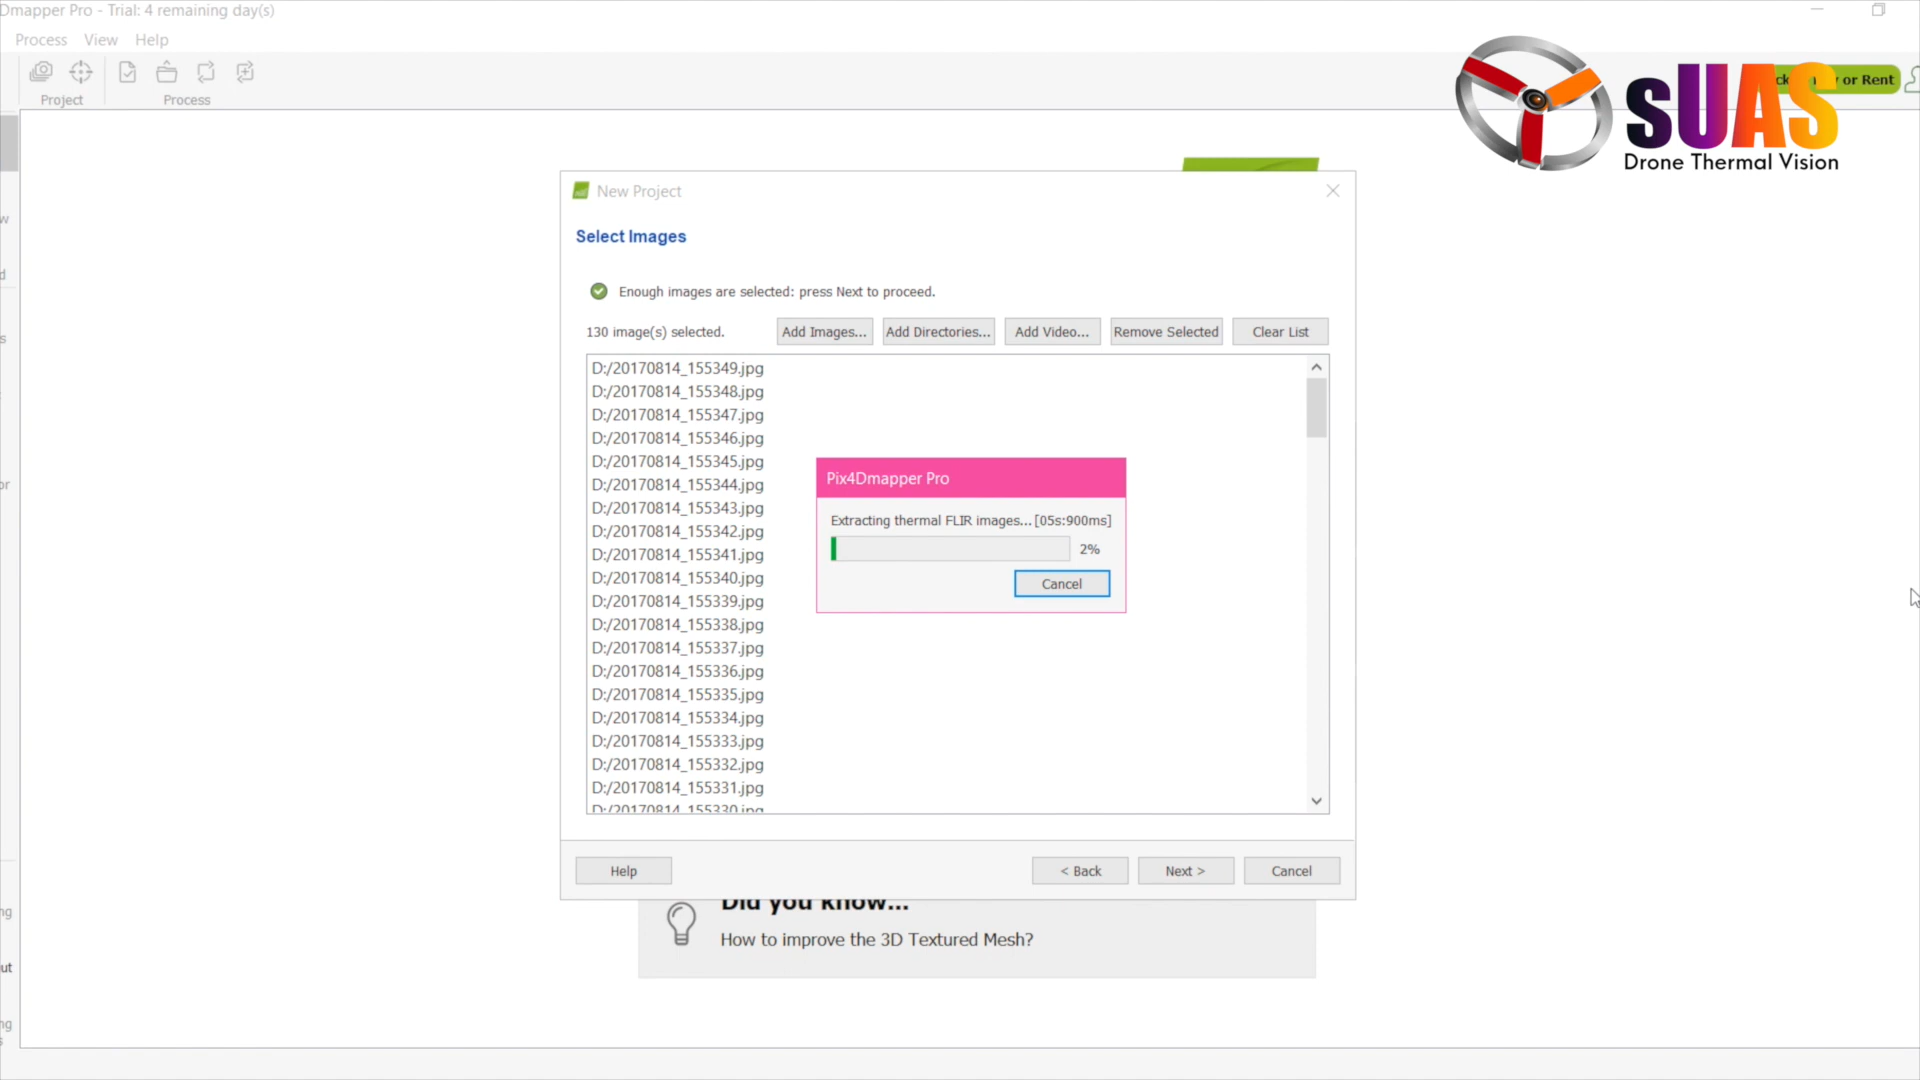 Dmapper Pro - Trial: 4 remaining day(s)
Process View Help
Project
Process
or Rent
sUAS
Drone Thermal Vision
New Project
Select Images
Enough images are selected: press Next to proceed.
130 image(s) selected.
Add Images...
Add Directories...
Add Video...
Remove Selected
Clear List
D:/20170814_155349.jpg
D:/20170814_155348.jpg
D:/20170814_155347.jpg
D:/20170814_155346.jpg
D:/20170814_155345.jpg
D:/20170814_155344.jpg
D:/20170814_155343.jpg
D:/20170814_155342.jpg
D:/20170814_155341.jpg
D:/20170814_155340.jpg
D:/20170814_155339.jpg
D:/20170814_155338.jpg
D:/20170814_155337.jpg
D:/20170814_155336.jpg
D:/20170814_155335.jpg
D:/20170814_155334.jpg
D:/20170814_155333.jpg
D:/20170814_155332.jpg
D:/20170814_155331.jpg
D:/20170814_155330.jpg
Pix4Dmapper Pro
Extracting thermal FLIR images... [05s:900ms]
2%
Cancel
Help
< Back
Next >
Cancel
Did you know...
How to improve the 3D Textured Mesh?